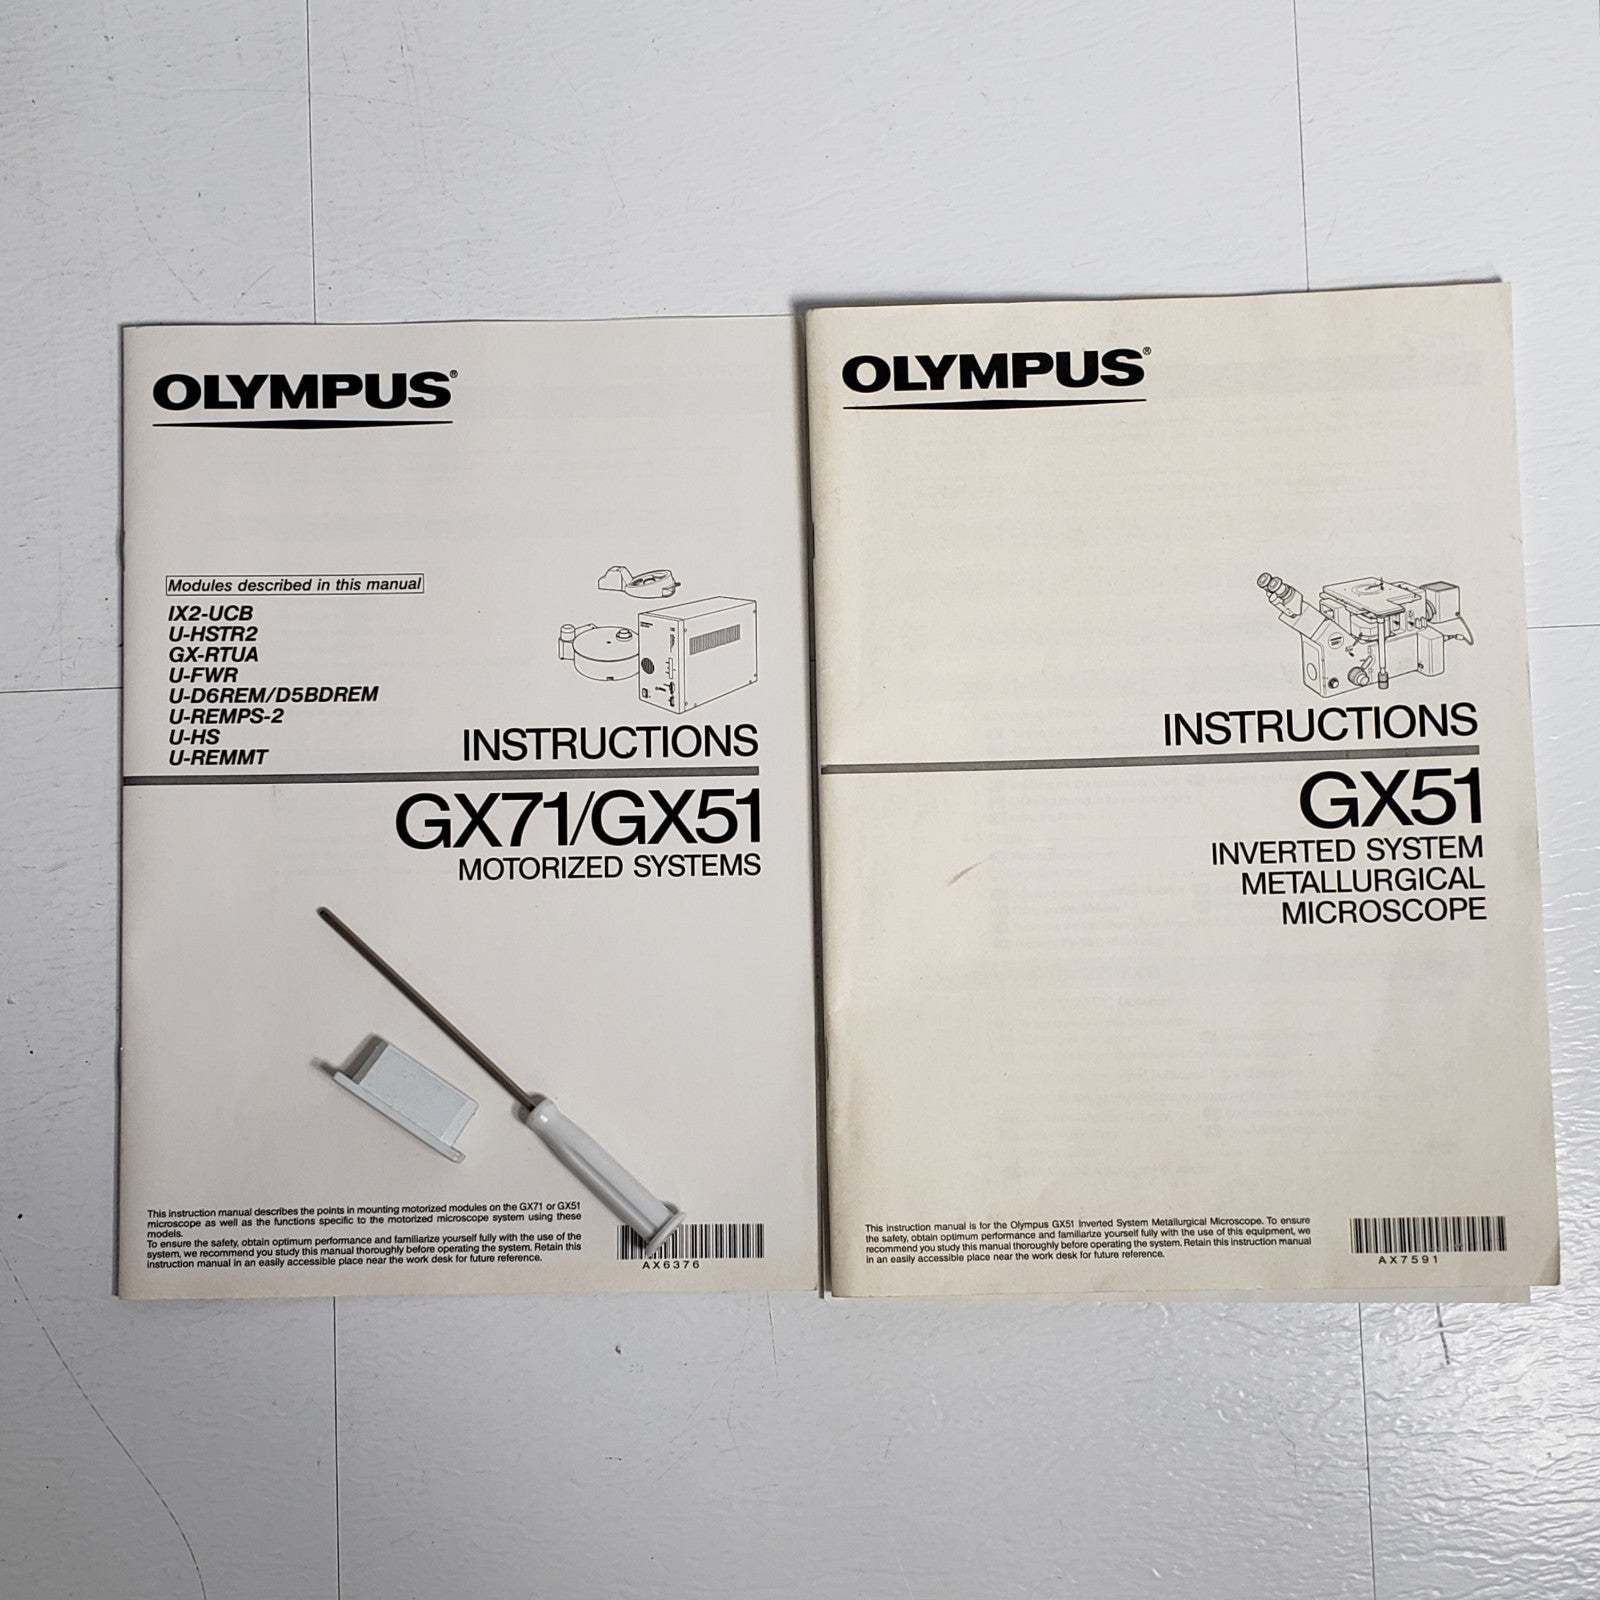 OLYMPUS®
Modules described in this manual
IX2-UCB
U-HSTR2
GX-RTUA
U-FWR
U-D6REM/D5BDREM
U-REMPS-2
U-HS
U-REMMT
INSTRUCTIONS
GX71/GX51
MOTORIZED SYSTEMS
This instruction manual describes the points in mounting motorized modules on the GX71 or GX51
microscope as well as the functions specific to the motorized microscope system using these
models.
To ensure the safety, obtain optimum performance and familiarize yourself fully with the use of the
system, we recommend you study this manual thoroughly before operating the system. Retain this
instruction manual in an easily accessible place near the work desk for future reference.
AX6376
OLYMPUS®
INSTRUCTIONS
GX51
INVERTED SYSTEM
METALLURGICAL
MICROSCOPE
This instruction manual is for the Olympus GX51 Inverted System Metallurgical Microscope. To ensure
the safety, obtain optimum performance and familiarize yourself fully with the use of this equipment, we
recommend you study this manual thoroughly before operating the system. Retain this instruction manual
in an easily accessible place near the work desk for future reference.
AX7591